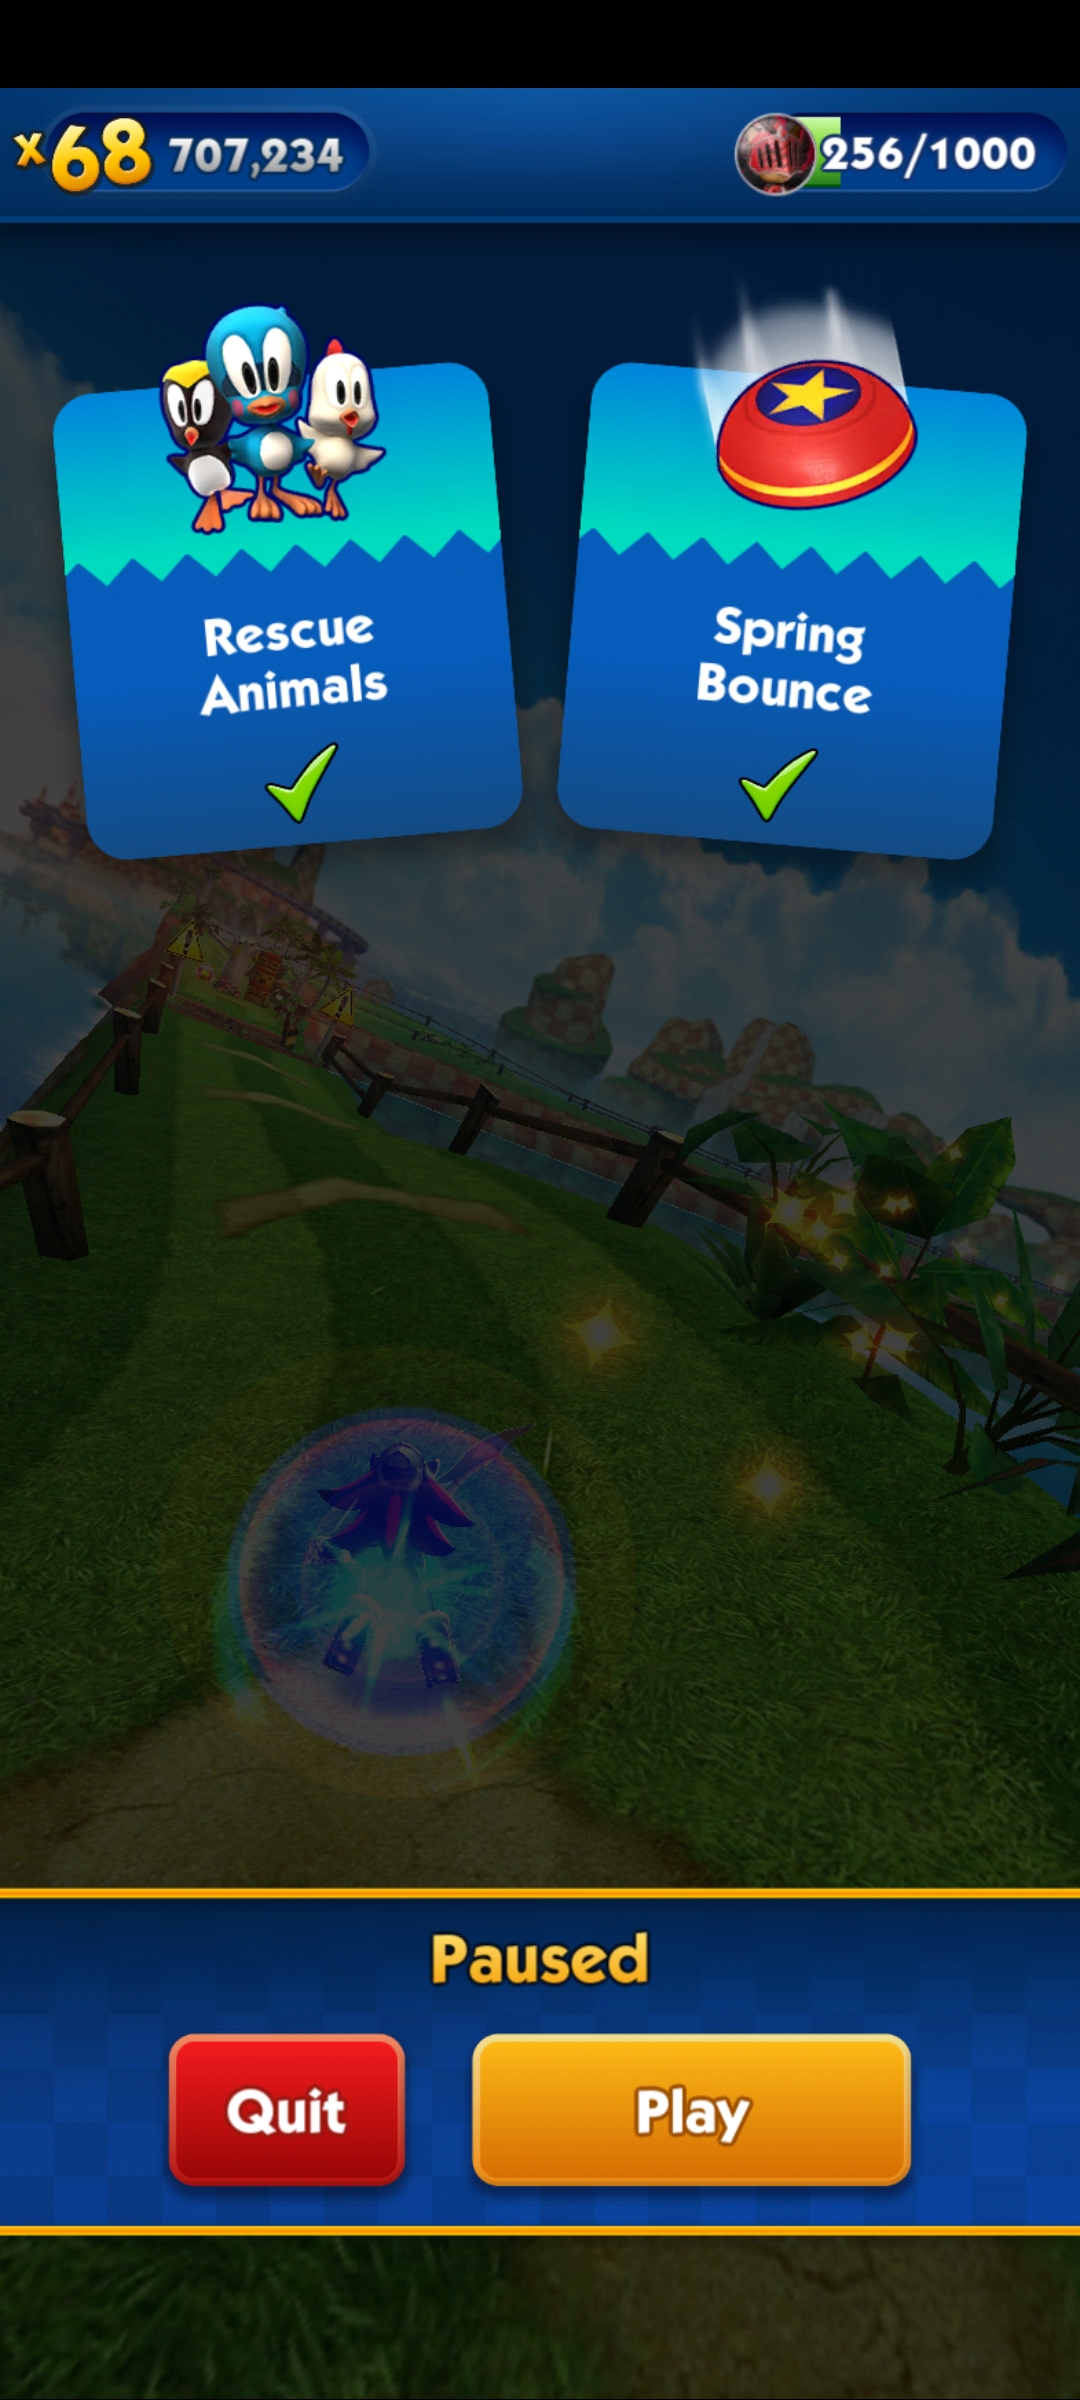 x68 707,234
256/1000
Rescue
Animals
Spring
Bounce
Paused
Quit
Play